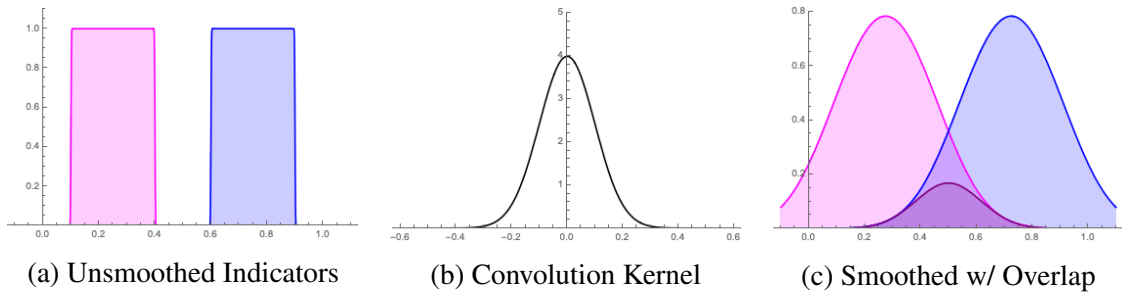 1.0
0.8
0.6
0.4
0.2
0.0 0.2 0.4 0.6 0.8 1.0
(a) Unsmoothed Indicators
5
4
3
2
1
-0.6 -0.4 -0.2 0.0 0.2 0.4 0.6
(b) Convolution Kernel
0.8
0.6
0.4
0.2
0.0 0.2 0.4 0.6 0.8 1.0
(c) Smoothed w/ Overlap